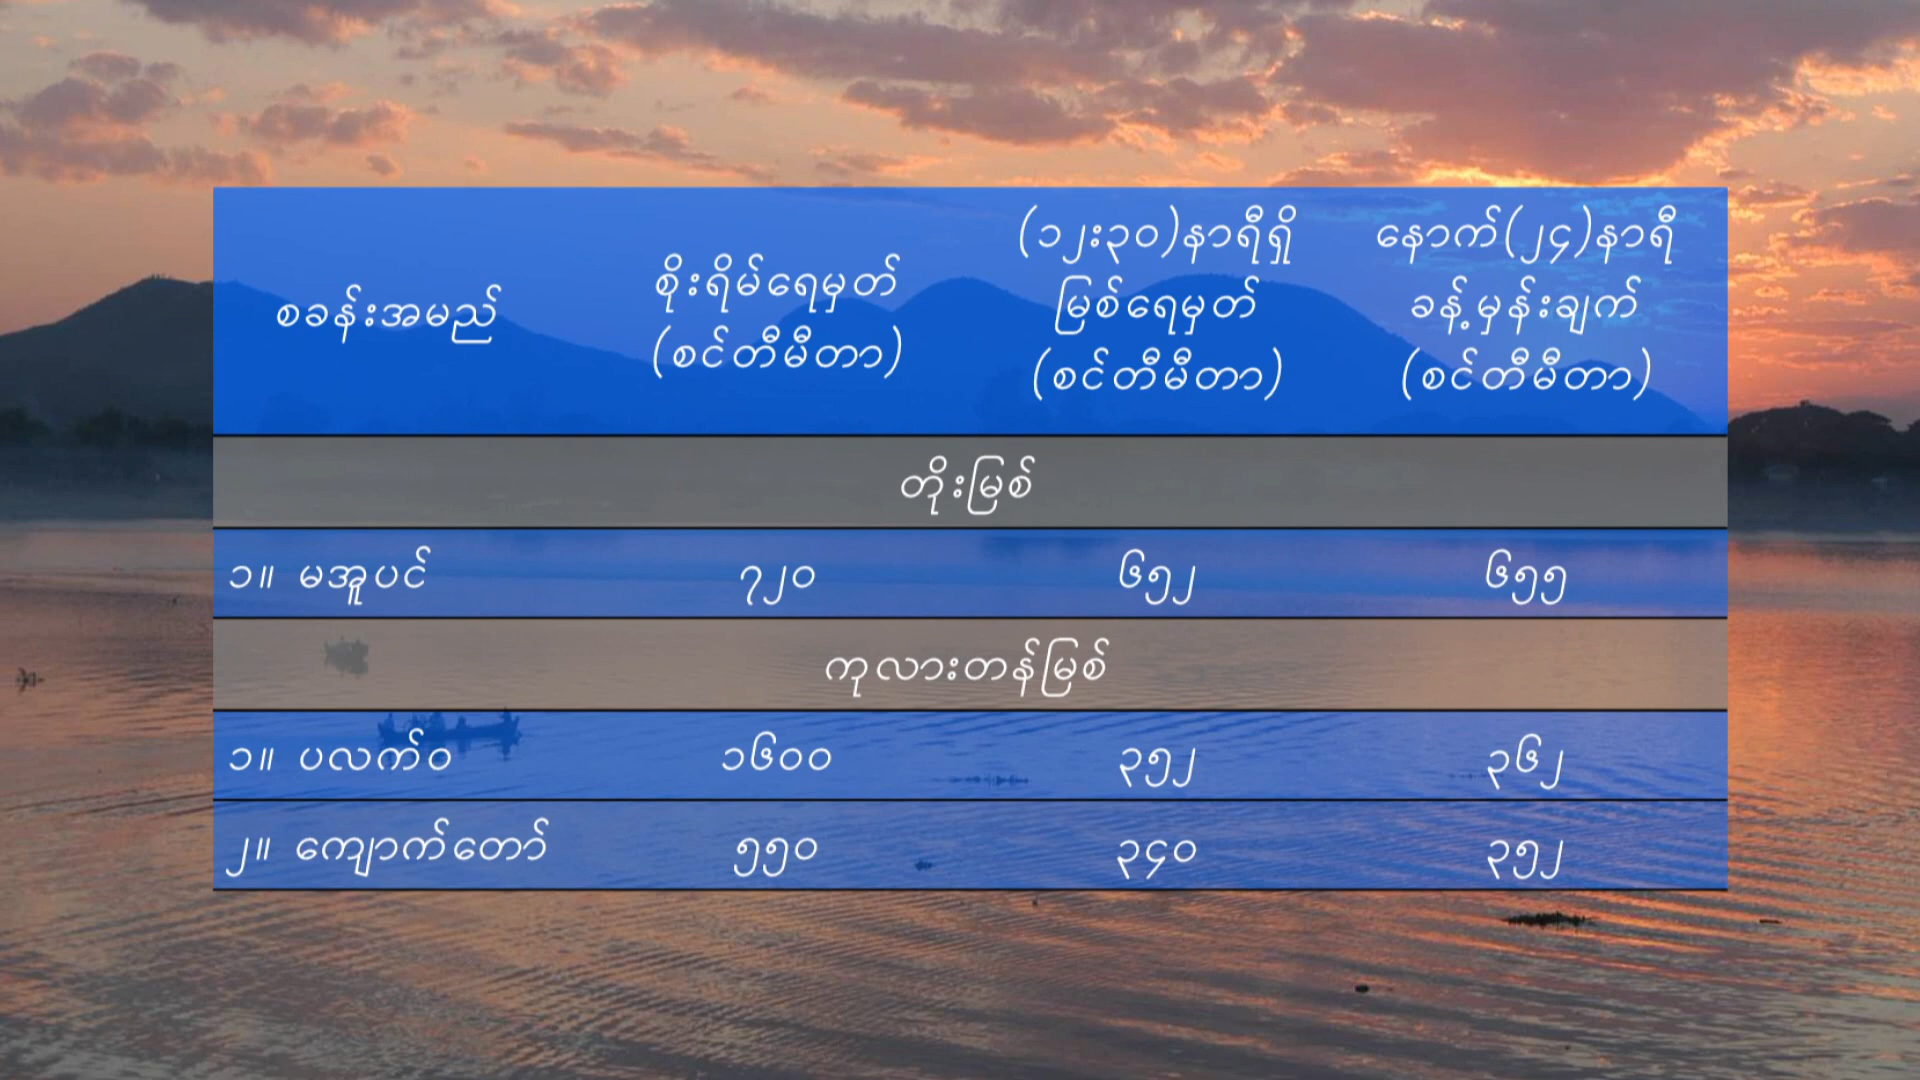 စခန်းအမည်
စိုးရိမ်ရေမှတ်
(စင်တီမီတာ)
(၁၂း၃၀)နာရီရှိ
မြစ်ရေမှတ်
(စင်တီမီတာ)
နောက်(၂၄)နာရီ
ခန့်မှန်းချက်
(စင်တီမီတာ)
တိုးမြစ်
၁။ မအူပင် ၇၂၀ ၆၅၂ ၆၅၅
ကုလားတန်မြစ်
၁။ ပလက်ဝ ၁၆၀၀ ၃၅၂ ၃၆၂
၂။ ကျောက်တော် ၅၅၀ ၃၄၀ ၃၅၂